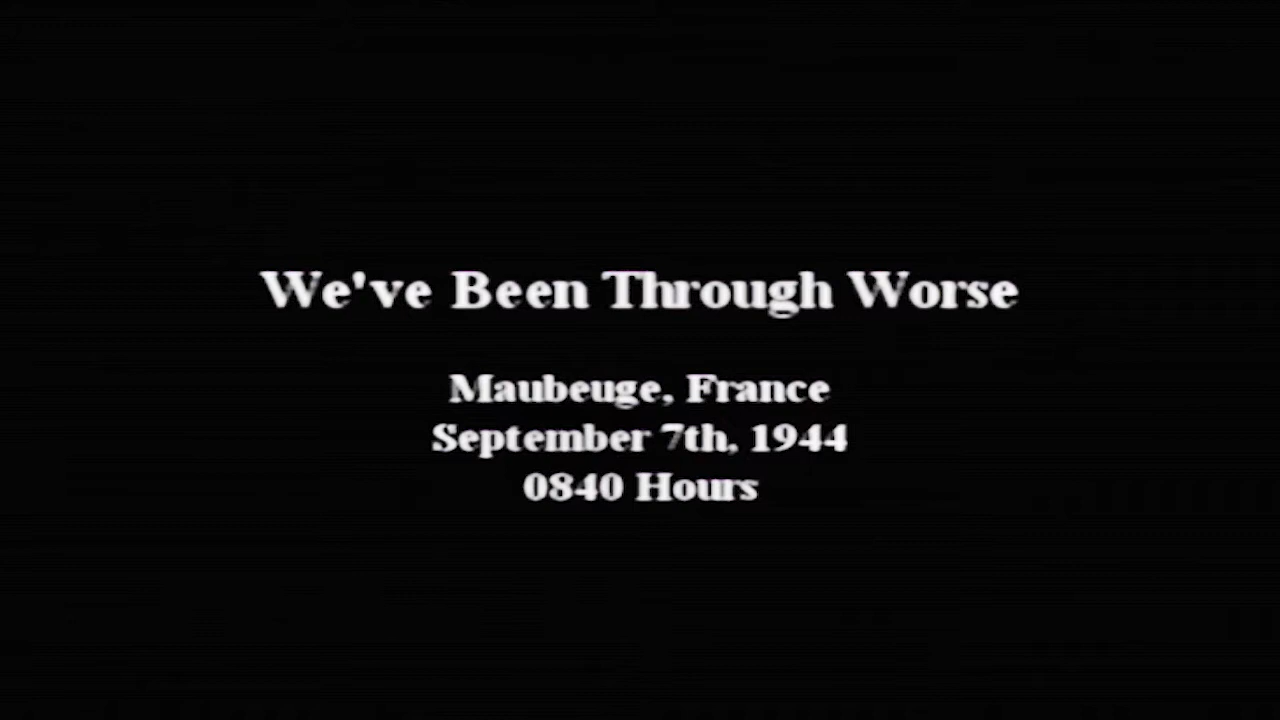 We've Been Through Worse
Maubeuge, France
September 7th, 1944
0840 Hours